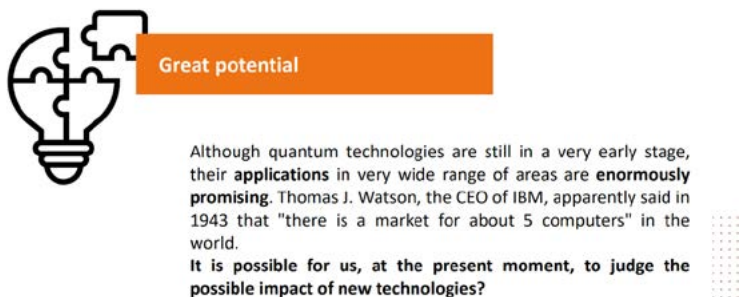 Great potential
Although quantum technologies are still in a very early stage,
their applications in very wide range of areas are enormously
promising. Thomas J. Watson, the CEO of IBM, apparently said in
1943 that "there is a market for about 5 computers" in the
world.
It is possible for us, at the present moment, to judge the
possible impact of new technologies?